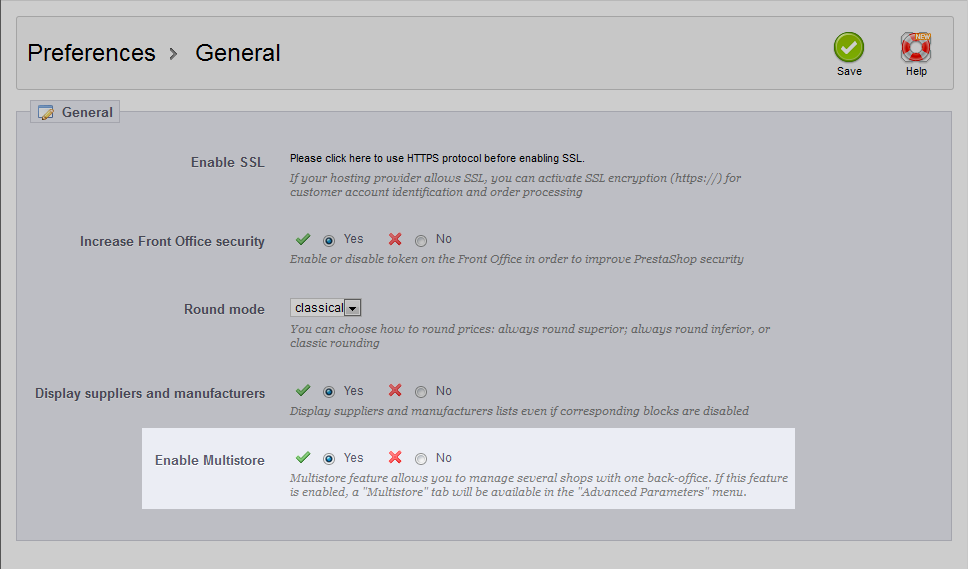 Preferences > General
Save
NEW
Help
General
Enable SSL
Please click here to use HTTPS protocol before enabling SSL.
If your hosting provider allows SSL, you can activate SSL encryption (https://) for
customer account identification and order processing
Increase Front Office security
Yes
No
Enable or disable token on the Front Office in order to improve PrestaShop security
Round mode
classical
You can choose how to round prices: always round superior; always round inferior, or
classic rounding
Display suppliers and manufacturers
Yes
No
Display suppliers and manufacturers lists even if corresponding blocks are disabled
Enable Multistore
Yes
No
Multistore feature allows you to manage several shops with one back-office. If this feature
is enabled, a "Multistore" tab will be available in the "Advanced Parameters" menu.